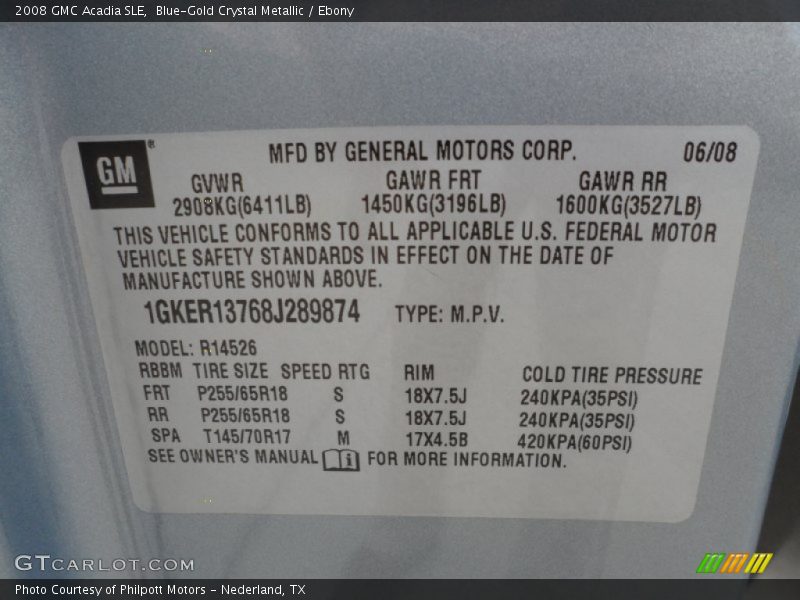 2008 GMC Acadia SLE,  Blue-Gold Crystal Metallic / Ebony
GM®
MFD BY GENERAL MOTORS CORP. 06/08
GVWR GAWR FRT GAWR RR
2908KG(6411LB) 1450KG(3196LB) 1600KG(3527LB)
THIS VEHICLE CONFORMS TO ALL APPLICABLE U.S. FEDERAL MOTOR
VEHICLE SAFETY STANDARDS IN EFFECT ON THE DATE OF
MANUFACTURE SHOWN ABOVE.
1GKER13768J289874 TYPE: M.P.V.
MODEL: R14526
RBBM TIRE SIZE SPEED RTG RIM COLD TIRE PRESSURE
FRT P255/65R18 S 18X7.5J 240KPA(35PSI)
RR P255/65R18 S 18X7.5J 240KPA(35PSI)
SPA T145/70R17 M 17X4.5B 420KPA(60PSI)
SEE OWNER'S MANUAL i FOR MORE INFORMATION.
GTCARLOT.COM
Photo Courtesy of Philpott Motors - Nederland, TX